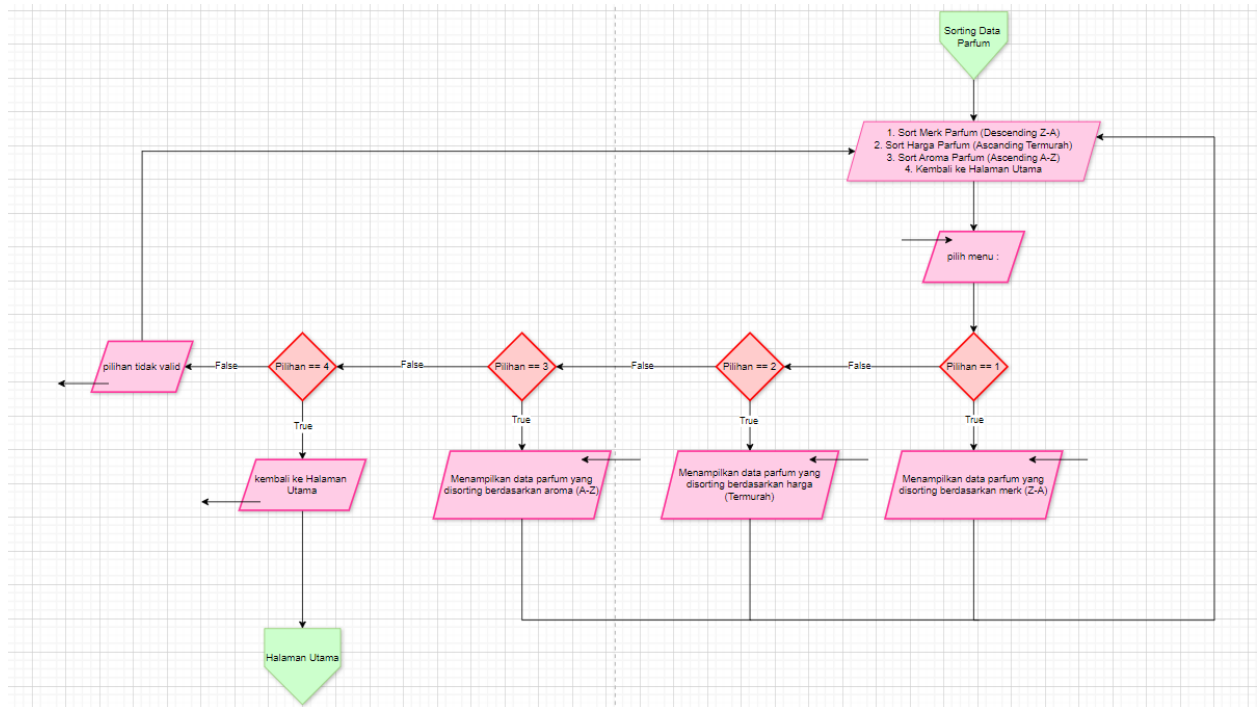 Sorting Data
Parfum
1. Sort Merk Parfum (Descending Z-A)
2. Sort Harga Parfum (Ascanding Termurah)
3. Sort Aroma Parfum (Ascending A-Z)
4. Kembali ke Halaman Utama
pilih menu :
pilihan tidak valid
False
Pilihan == 4
False
Pilihan == 3
False
Pilihan == 2
False
Pilihan == 1
True
True
True
True
kembali ke Halaman
Utama
Menampilkan data parfum yang
disorting berdasarkan aroma (A-Z)
Menampilkan data parfum yang
disorting berdasarkan harga
(Termurah)
Menampilkan data parfum yang
disorting berdasarkan merk (Z-A)
Halaman Utama